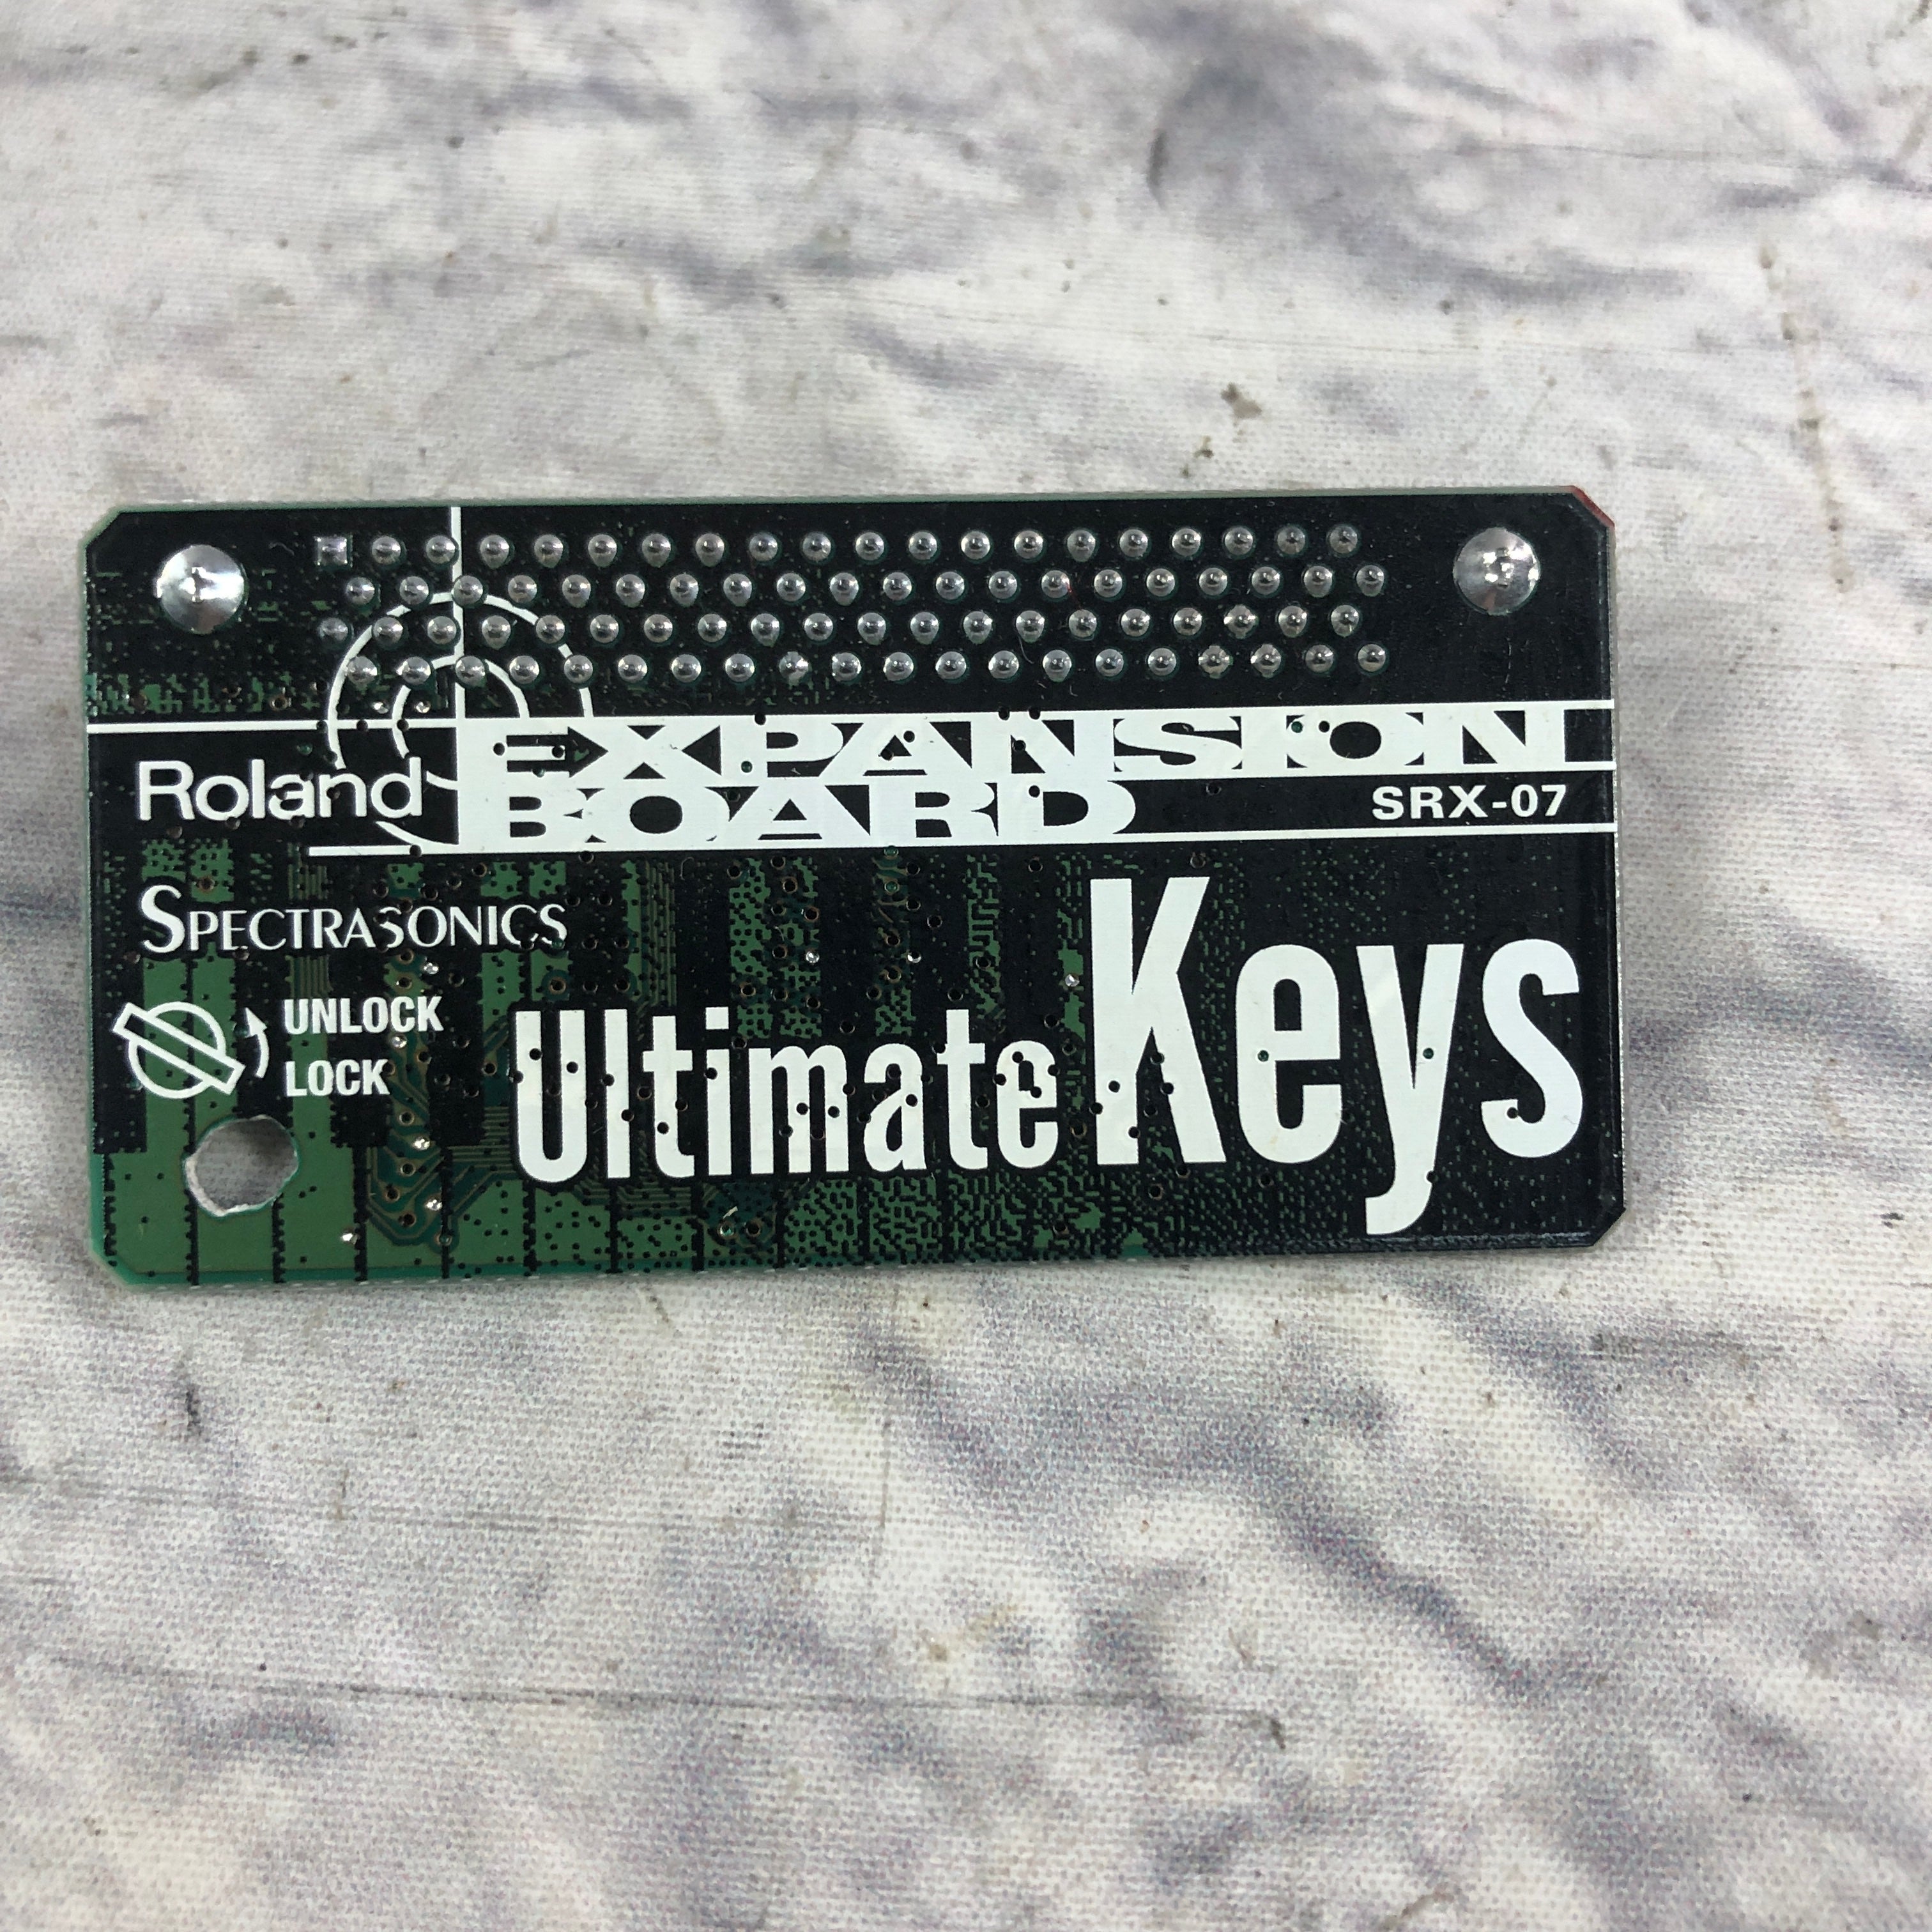 Roland
EXPANSION
BOARD
SRX-07
SPECTRASONICS
UNLOCK
LOCK
Ultimate Keys